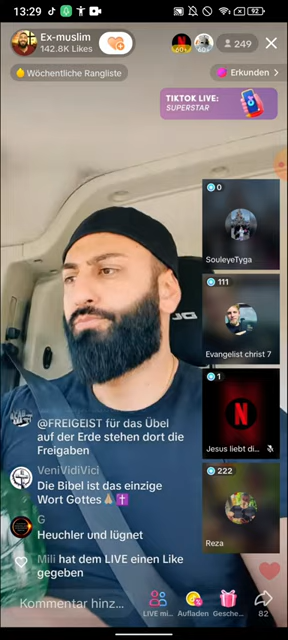 13:29
92
Ex-muslim
142.8K Likes
249
Wöchentliche Rangliste
Erkunden
TIKTOK LIVE:
SUPERSTAR
0
SouleyeTyga
111
Evangelist christ 7
1
N
Jesus liebt di...
222
Reza
@FREIGEIST für das Übel
auf der Erde stehen dort die
Freigaben
VeniVidiVici
Die Bibel ist das einzige
Wort Gottes🙏🏼✝️
G
Heuchler und lügnet
Mili hat dem LIVE einen Like
gegeben
Kommentar hinz...
LIVE mi...
Aufladen
Gesche...
82